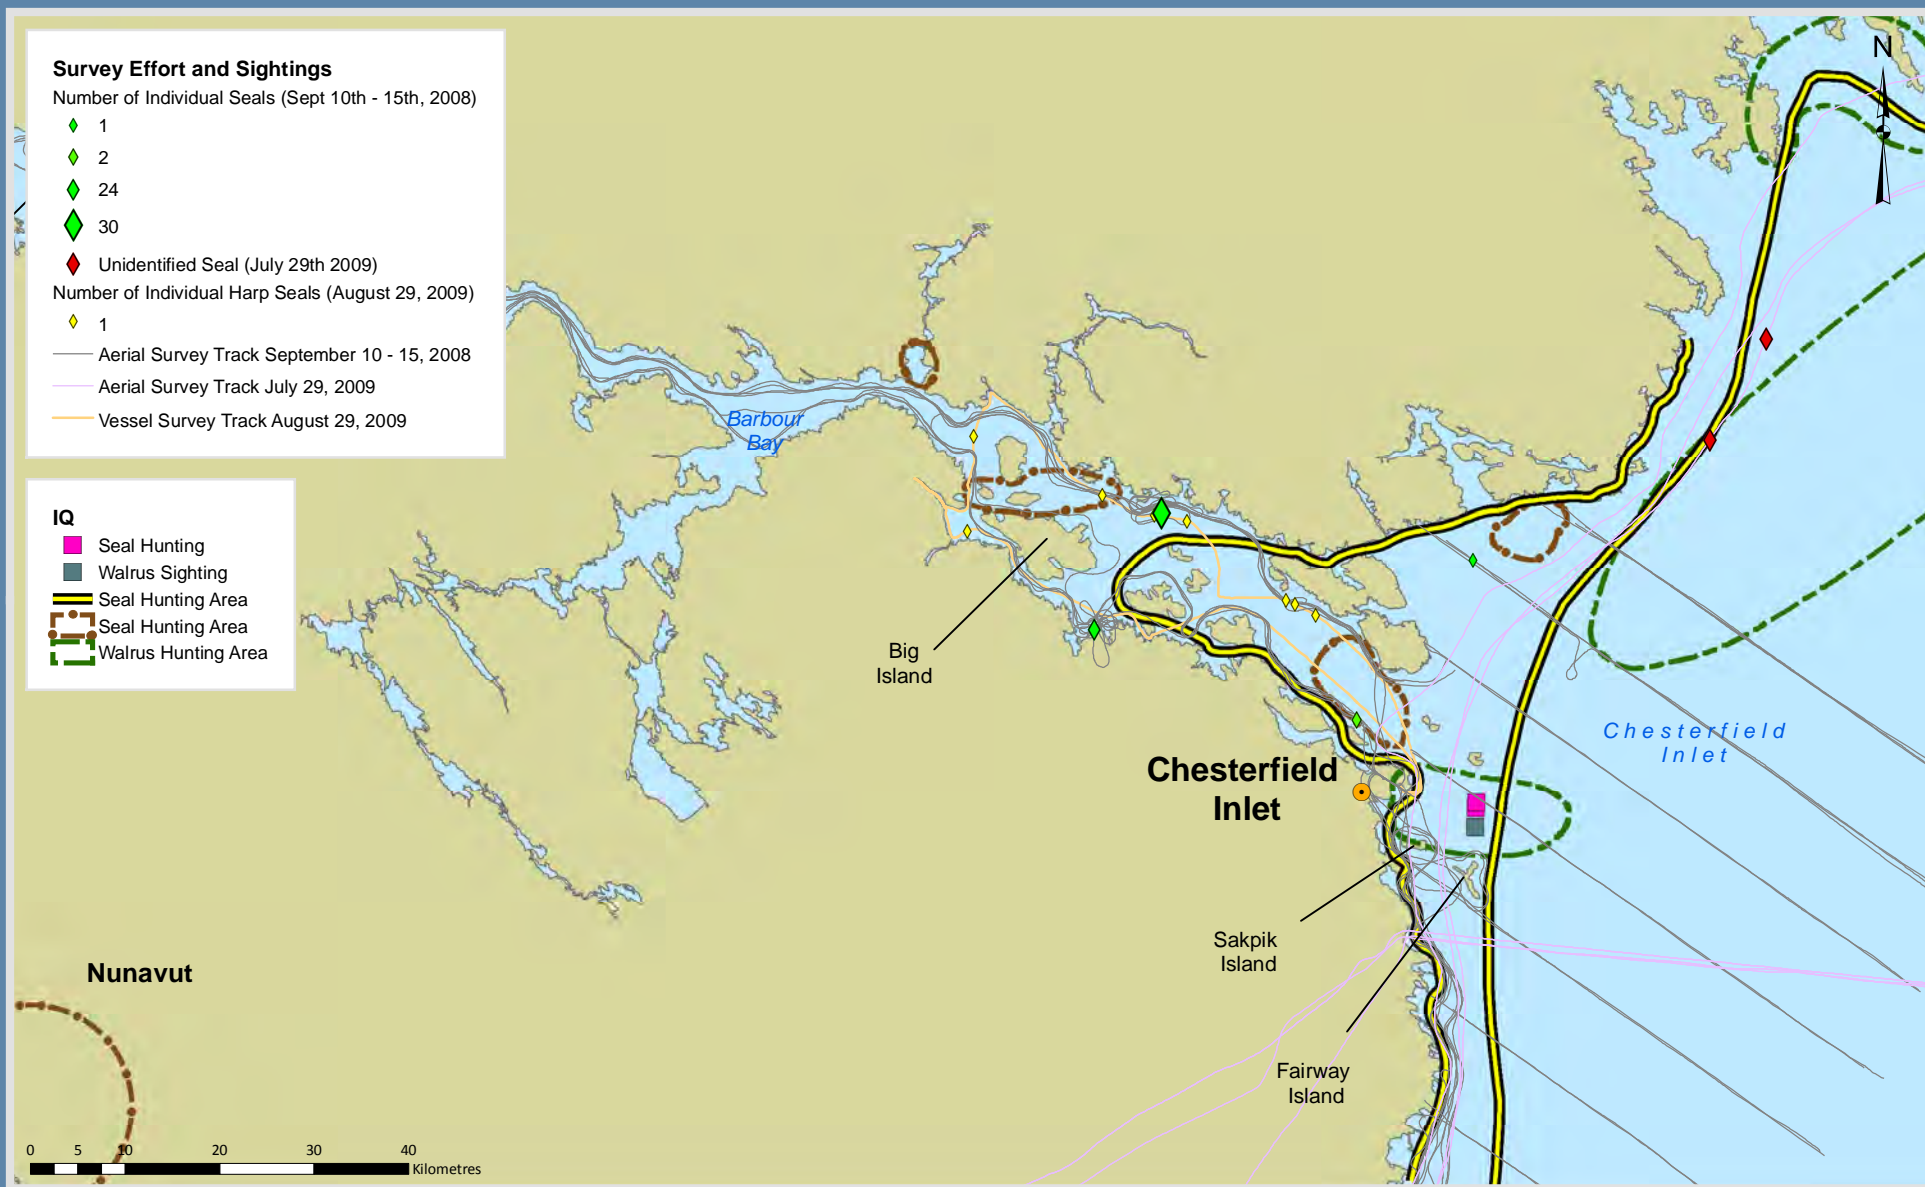 Survey Effort and Sightings
Number of Individual Seals (Sept 10th - 15th, 2008)
1
2
24
30
Unidentified Seal (July 29th 2009)
Number of Individual Harp Seals (August 29, 2009)
1
Aerial Survey Track September 10 - 15, 2008
Aerial Survey Track July 29, 2009
Vessel Survey Track August 29, 2009
IQ
Seal Hunting
Walrus Sighting
Seal Hunting Area
Seal Hunting Area
Walrus Hunting Area
N
Barbour
Bay
Big
Island
Chesterfield
Inlet
Chesterfield
Inlet
Sakpik
Island
Fairway
Island
Nunavut
0 5 10 20 30 40
Kilometres